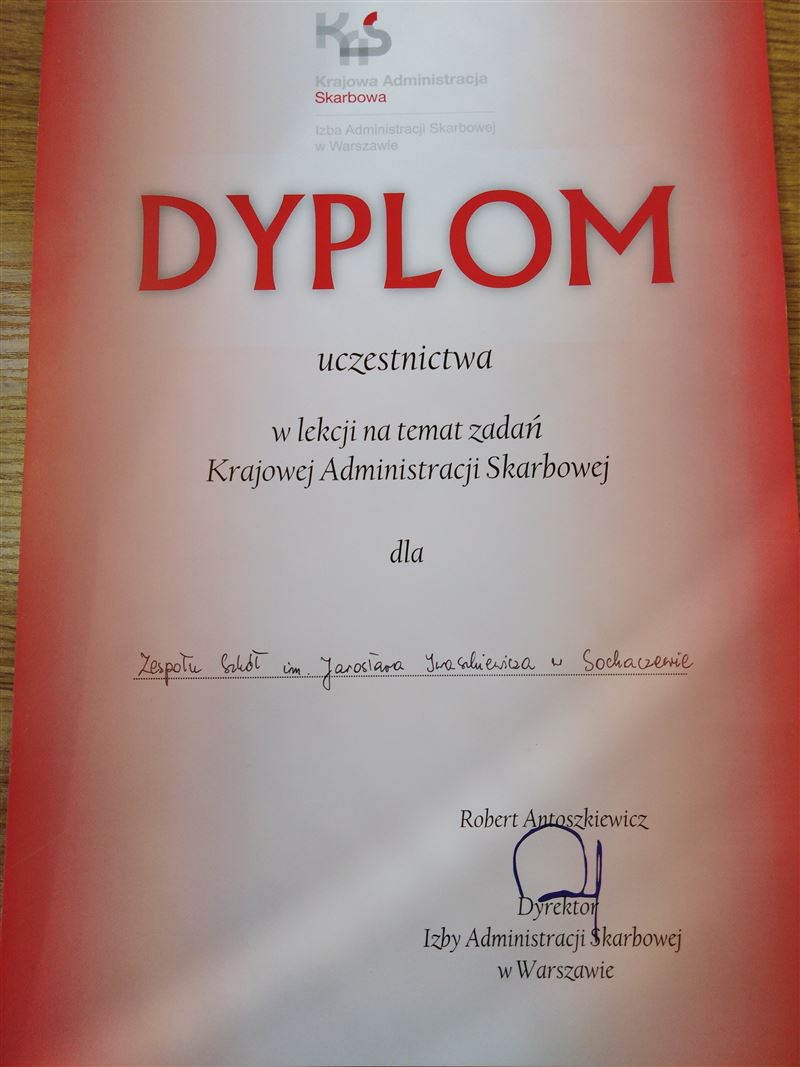 KAS
Krajowa Administracja
Skarbowa
Izba Administracji Skarbowej
w Warszawie
DYPLOM
uczestnictwa
w lekcji na temat zadań
Krajowej Administracji Skarbowej
dla
Zespołu Szkół im. Jarosława Iwaszkiewicza w Sochaczewie
Robert Antoszkiewicz
Dyrektor
Izby Administracji Skarbowej
w Warszawie